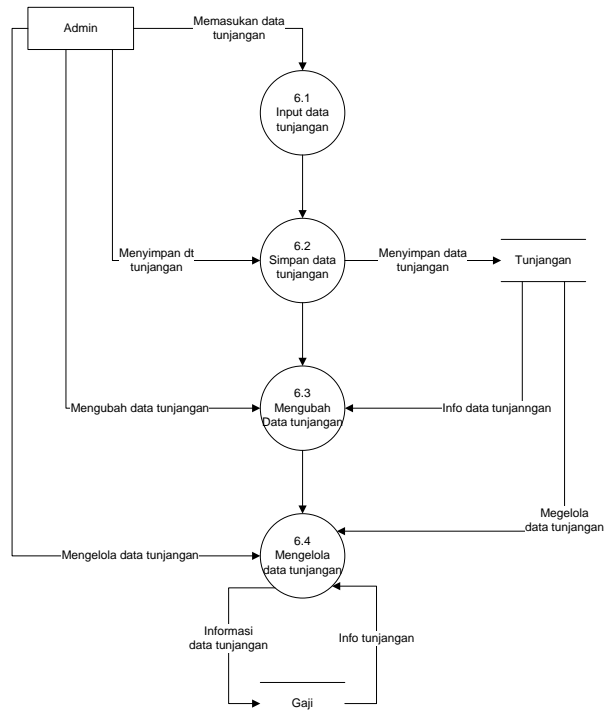 Admin
Memasukan data
tunjangan
6.1
Input data
tunjangan
6.2
Simpan data
tunjangan
Menyimpan dt
tunjangan
Menyimpan data
tunjangan
Tunjangan
6.3
Mengubah
Data tunjangan
Mengubah data tunjangan
Info data tunjanngan
Megelola
data tunjangan
6.4
Mengelola
data tunjangan
Mengelola data tunjangan
Informasi
data tunjangan
Info tunjangan
Gaji